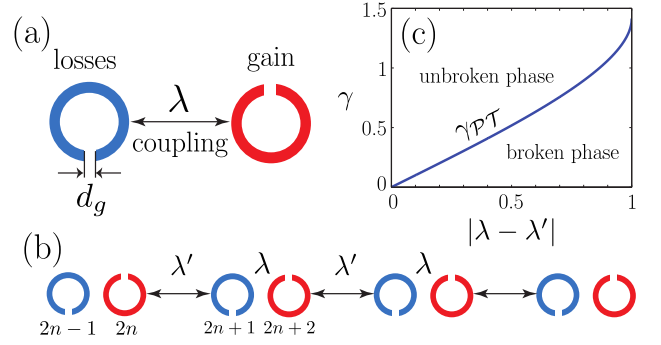 (a)
losses
gain
λ
coupling
d_g
(c)
1.5
1
0.5
0
γ
unbroken phase
γ𝒫𝒯
broken phase
0
0.5
1
|λ − λ′|
(b)
λ′
λ
λ′
λ
2n − 1
2n
2n + 1
2n + 2